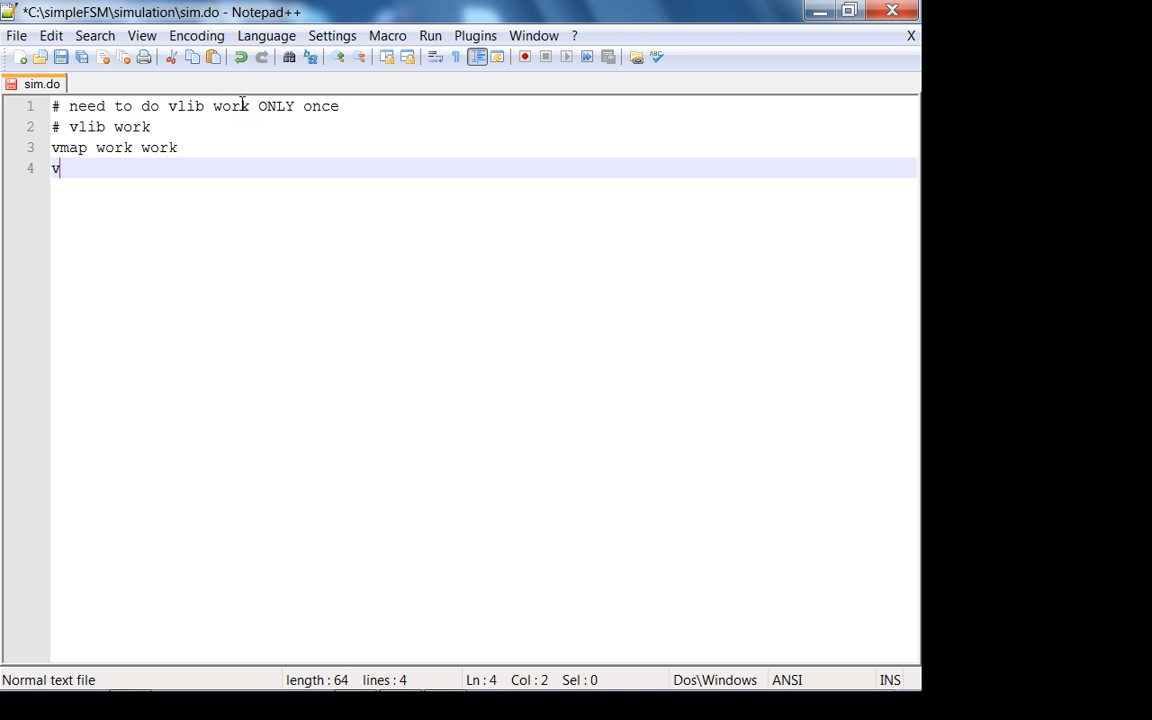 *C:\simpleFSM\simulation\sim.do - Notepad++
File Edit Search View Encoding Language Settings Macro Run Plugins Window ? X
sim.do
1 # need to do vlib work ONLY once
2 # vlib work
3 vmap work work
4 v
Normal text file length : 64 lines : 4 Ln : 4 Col : 2 Sel : 0 Dos\Windows ANSI INS